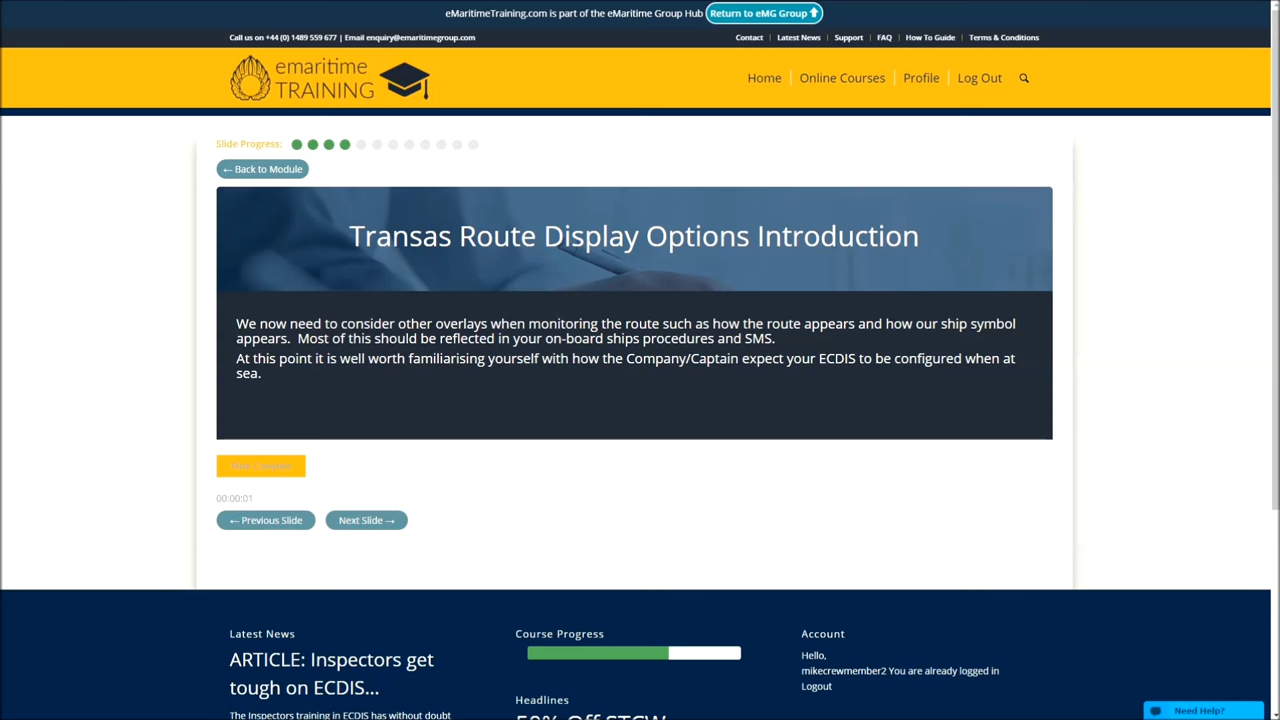 eMaritimeTraining.com is part of the eMaritime Group Hub Return to eMG Group
Call us on +44 (0) 1489 559 677 | Email enquiry@emaritimegroup.com
Contact | Latest News | Support | FAQ | How To Guide | Terms & Conditions
emaritime
TRAINING
Home Online Courses Profile Log Out
Slide Progress:
← Back to Module
Transas Route Display Options Introduction
We now need to consider other overlays when monitoring the route such as how the route appears and how our ship symbol
appears. Most of this should be reflected in your on-board ships procedures and SMS.
At this point it is well worth familiarising yourself with how the Company/Captain expect your ECDIS to be configured when at
sea.
00:00:01
← Previous Slide Next Slide →
Latest News
ARTICLE: Inspectors get
tough on ECDIS...
The Inspectors training in ECDIS has without doubt
Course Progress
Headlines
50% Off STCW
Account
Hello,
mikecrewmember2 You are already logged in
Logout
Need Help?